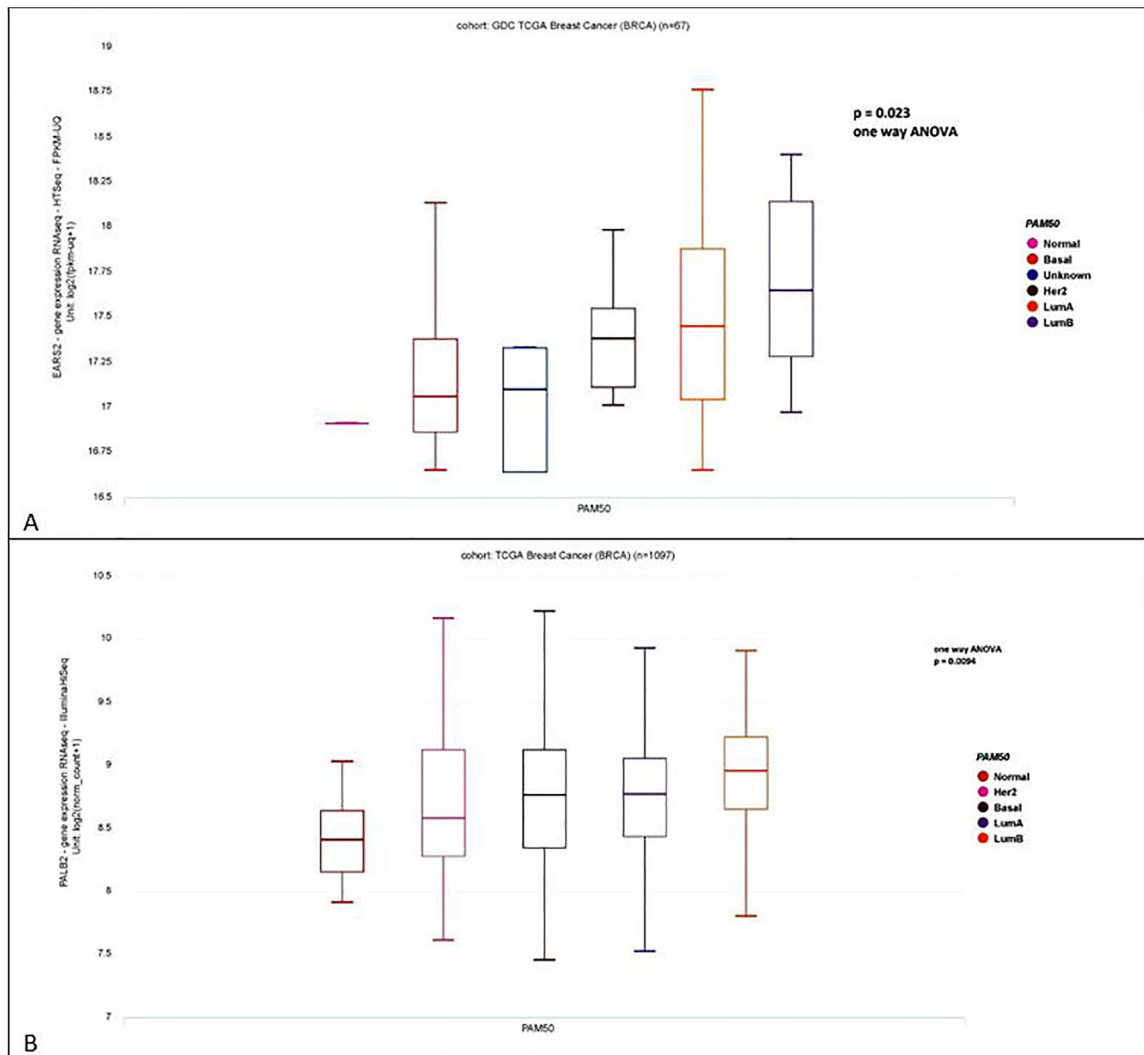 cohort: GDC TCGA Breast Cancer (BRCA) (n=67)
19
18.75
18.5
18.25
18
17.75
17.5
17.25
17
16.75
16.5
EARS2 - gene expression RNAseq - HTSeq - FPKM-UQ
Unit: log2(fpkm-uq+1)
p = 0.023
one way ANOVA
PAM50
Normal
Basal
Unknown
Her2
LumA
LumB
PAM50
A
cohort: TCGA Breast Cancer (BRCA) (n=1097)
10.5
10
9.5
9
8.5
8
7.5
7
PALB2 - gene expression RNAseq - IlluminaHiSeq
Unit: log2(norm_count+1)
one way ANOVA
p = 0.0094
PAM50
Normal
Her2
Basal
LumA
LumB
PAM50
B